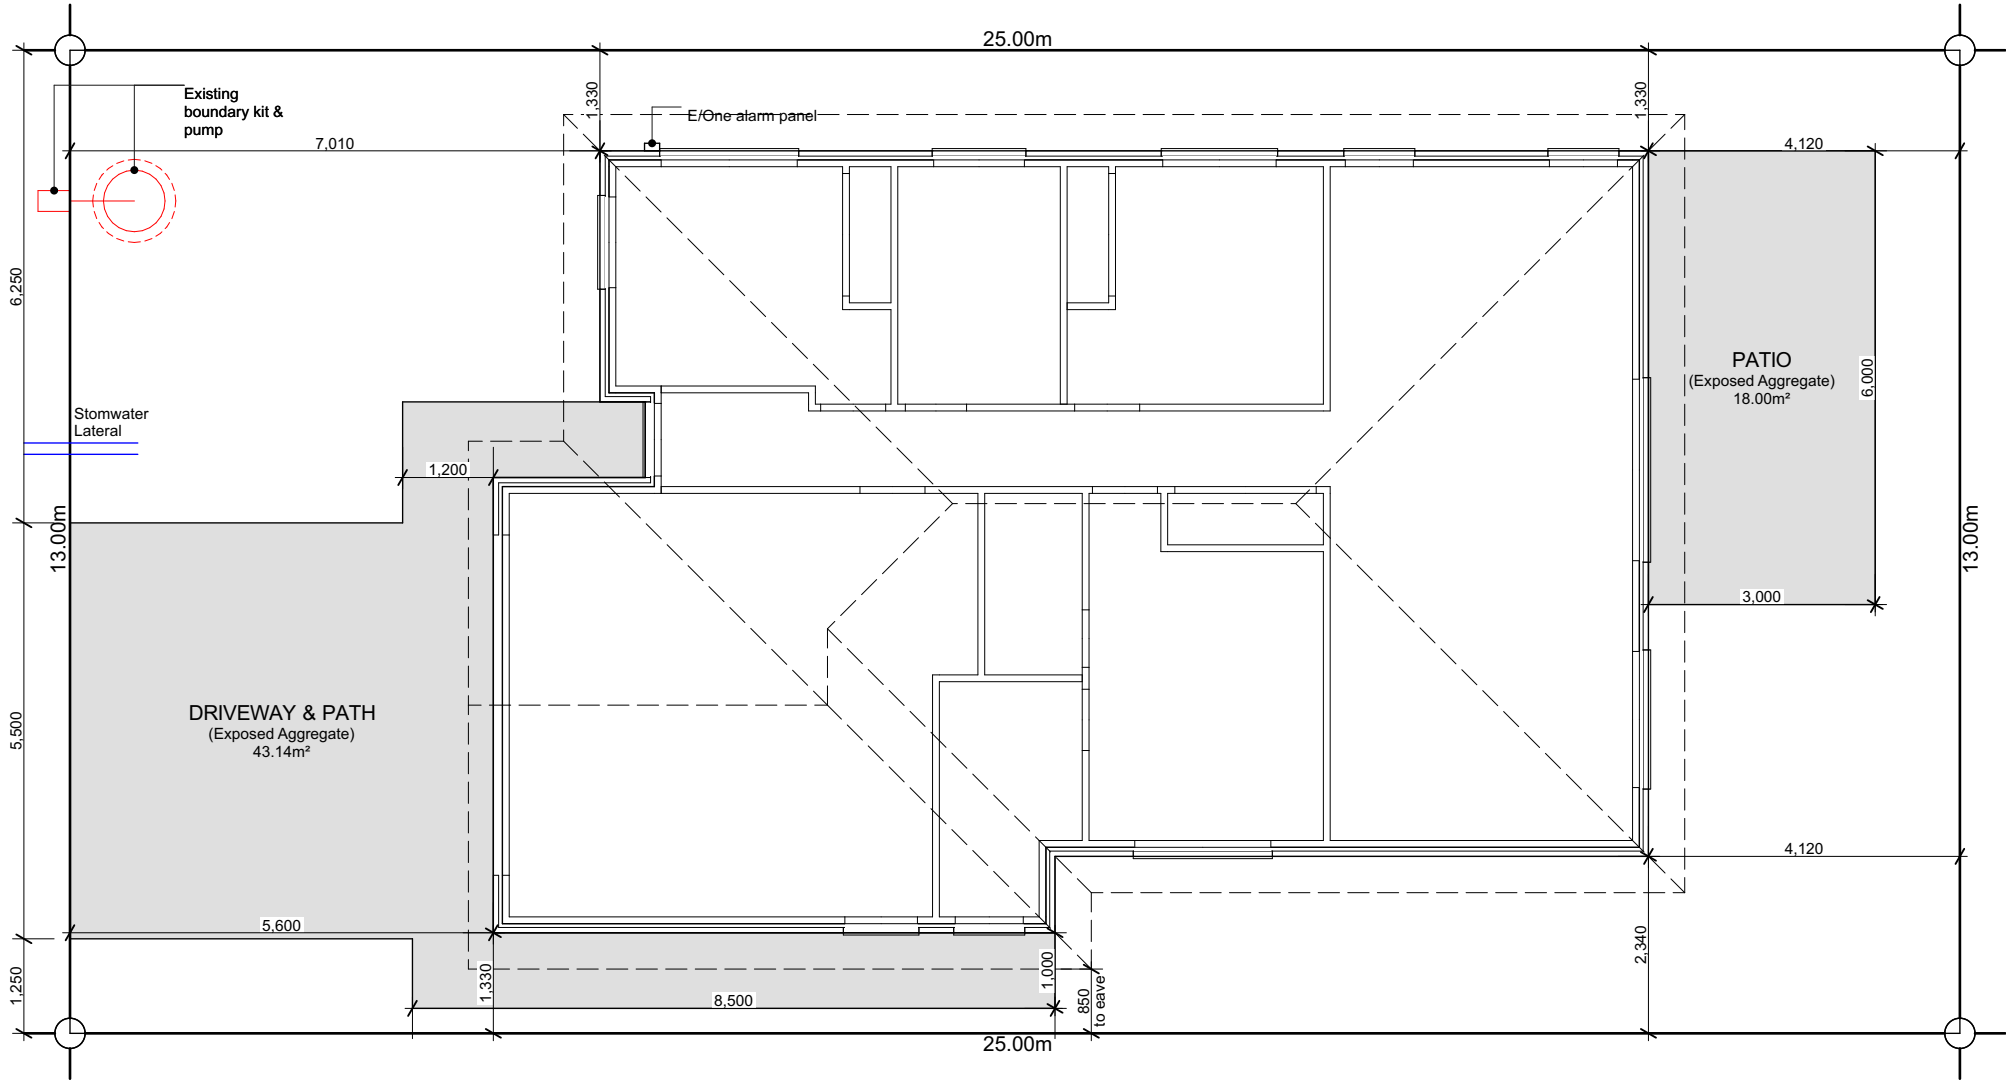 25.00m
Existing
boundary kit &
pump
1,330
E/One alarm panel
1,330
7,010
4,120
6,250
PATIO
(Exposed Aggregate)
18.00m²
6,000
Stomwater
Lateral
1,200
13.00m
13.00m
3,000
DRIVEWAY & PATH
(Exposed Aggregate)
43.14m²
5,500
4,120
5,600
1,250
1,330
8,500
1,000
850
to eave
2,340
25.00m